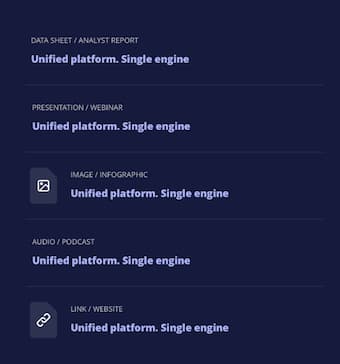 DATA SHEET / ANALYST REPORT
Unified platform. Single engine
PRESENTATION / WEBINAR
Unified platform. Single engine
IMAGE / INFOGRAPHIC
Unified platform. Single engine
AUDIO / PODCAST
Unified platform. Single engine
LINK / WEBSITE
Unified platform. Single engine